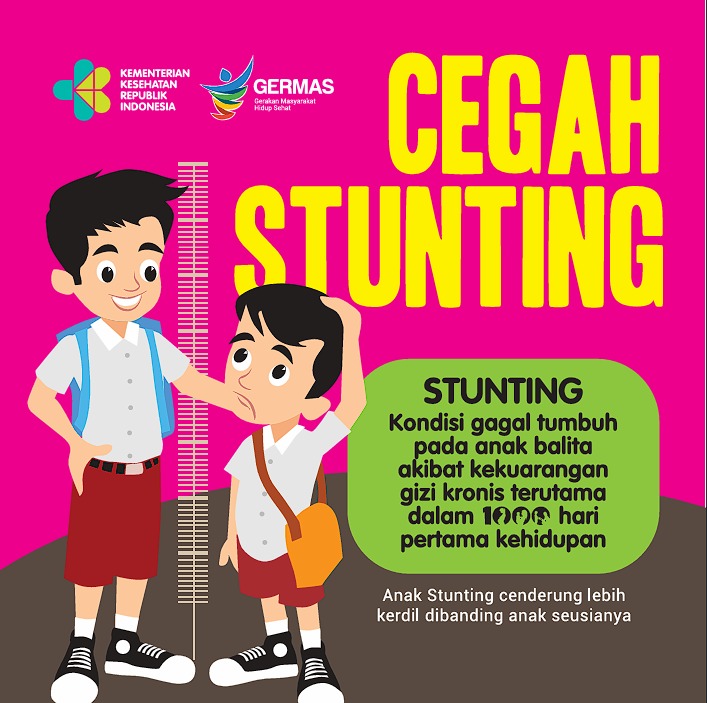 KEMENTERIAN
KESEHATAN
REPUBLIK
INDONESIA
GERMAS
Gerakan Masyarakat
Hidup Sehat
CEGAH
STUNTING
STUNTING
Kondisi gagal tumbuh
pada anak balita
akibat kekuarangan
gizi kronis terutama
dalam hari
pertama kehidupan
Anak Stunting cenderung lebih
kerdil dibanding anak seusianya